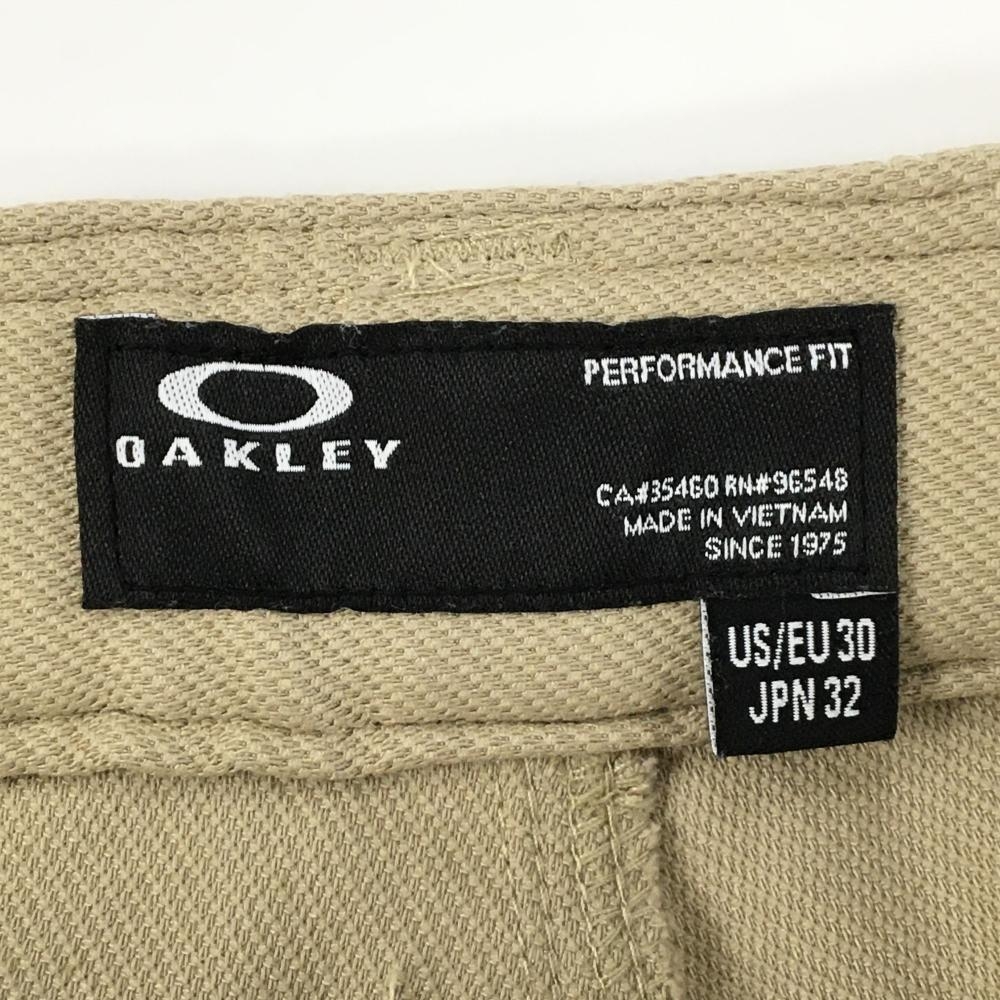 OAKLEY
PERFORMANCE FIT
CA#35460 RN#96548
MADE IN VIETNAM
SINCE 1975
US/EU 30
JPN 32